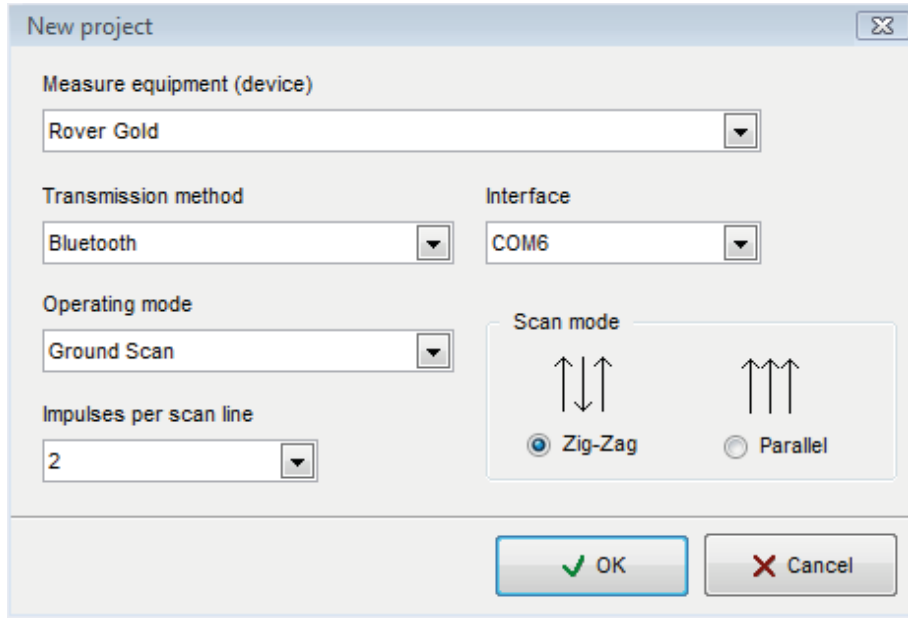 New project
Measure equipment (device)
Rover Gold
Transmission method
Interface
Bluetooth
COM6
Operating mode
Ground Scan
Scan mode
Impulses per scan line
2
Zig-Zag
Parallel
OK
Cancel